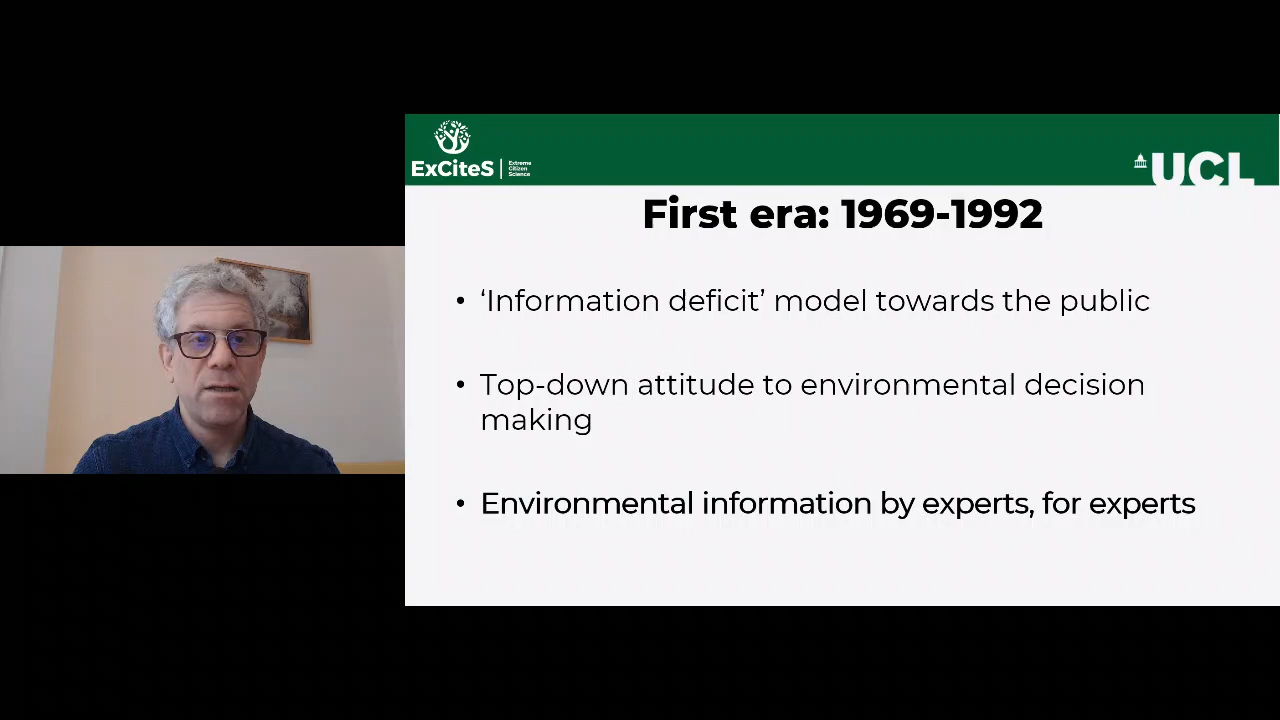 ExCiteS
Extreme
Citizen
Science
UCL
First era: 1969-1992
• ‘Information deficit’ model towards the public
• Top-down attitude to environmental decision
making
• Environmental information by experts, for experts